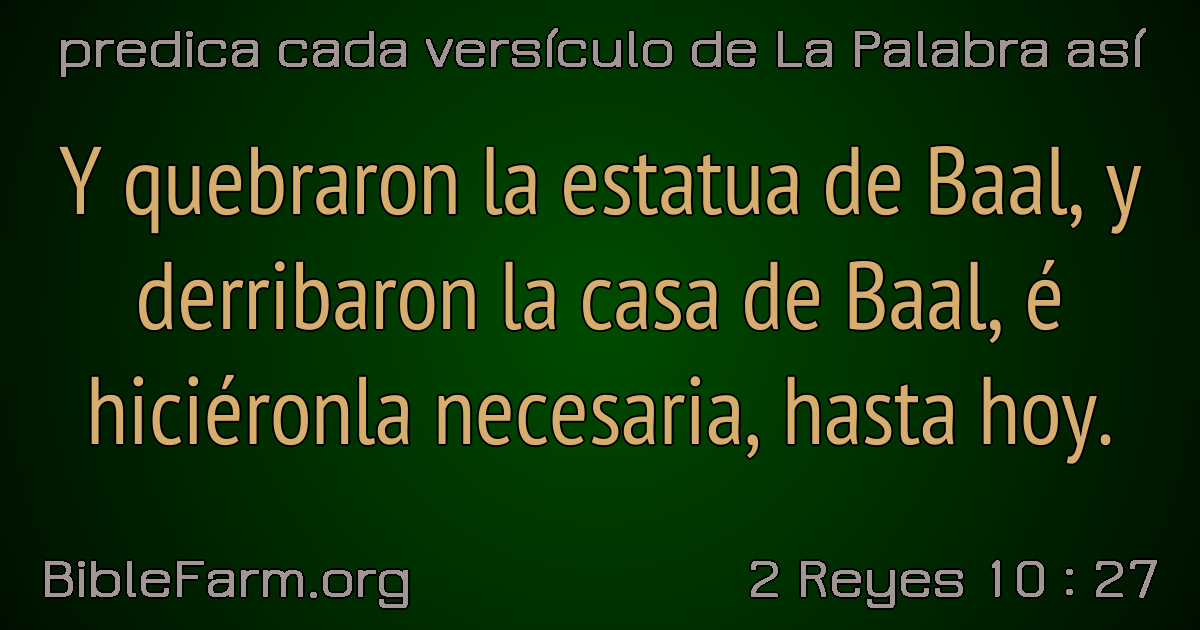 predica cada versículo de La Palabra así
Y quebraron la estatua de Baal, y
derribaron la casa de Baal, é
hiciéronla necesaria, hasta hoy.
BibleFarm.org
2 Reyes 10 : 27